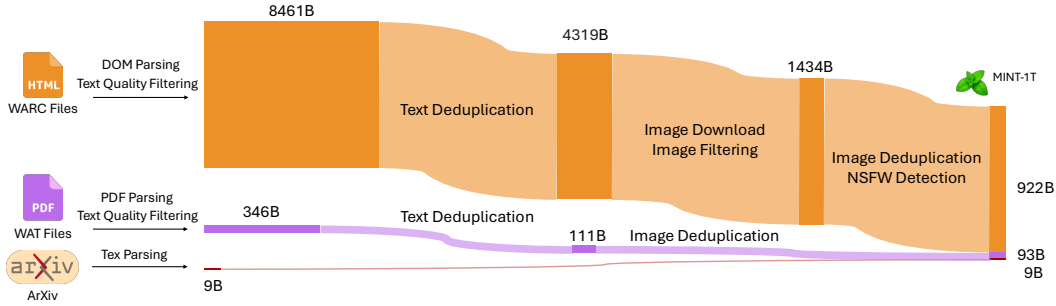 8461B
4319B
1434B
MINT-1T
HTML
WARC Files
DOM Parsing
Text Quality Filtering
Text Deduplication
Image Download
Image Filtering
Image Deduplication
NSFW Detection
922B
PDF
WAT Files
PDF Parsing
Text Quality Filtering
346B
Text Deduplication
111B
Image Deduplication
93B
arXiv
ArXiv
Tex Parsing
9B
9B